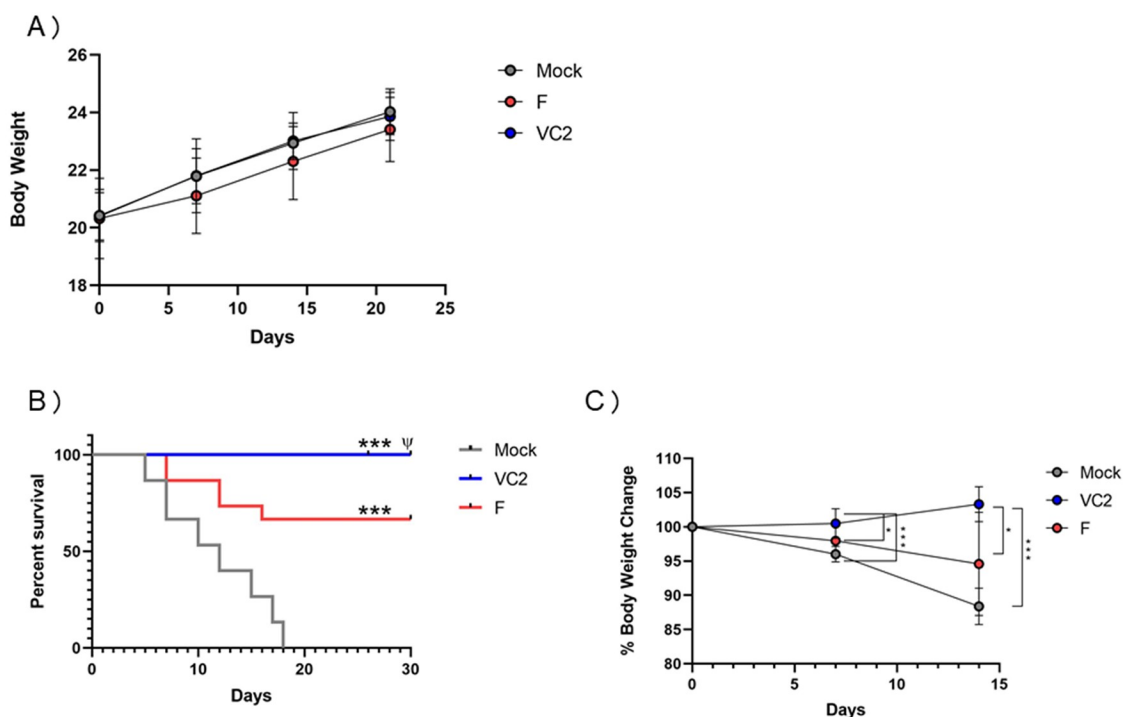 A)
26
24
22
20
18
Body Weight
0 5 10 15 20 25
Days
Mock
F
VC2
B)
100
50
0
Percent survival
*** ψ
***
0 10 20 30
Days
Mock
VC2
F
C)
110
105
100
95
90
85
80
% Body Weight Change
*
***
*
***
0 5 10 15
Days
Mock
VC2
F